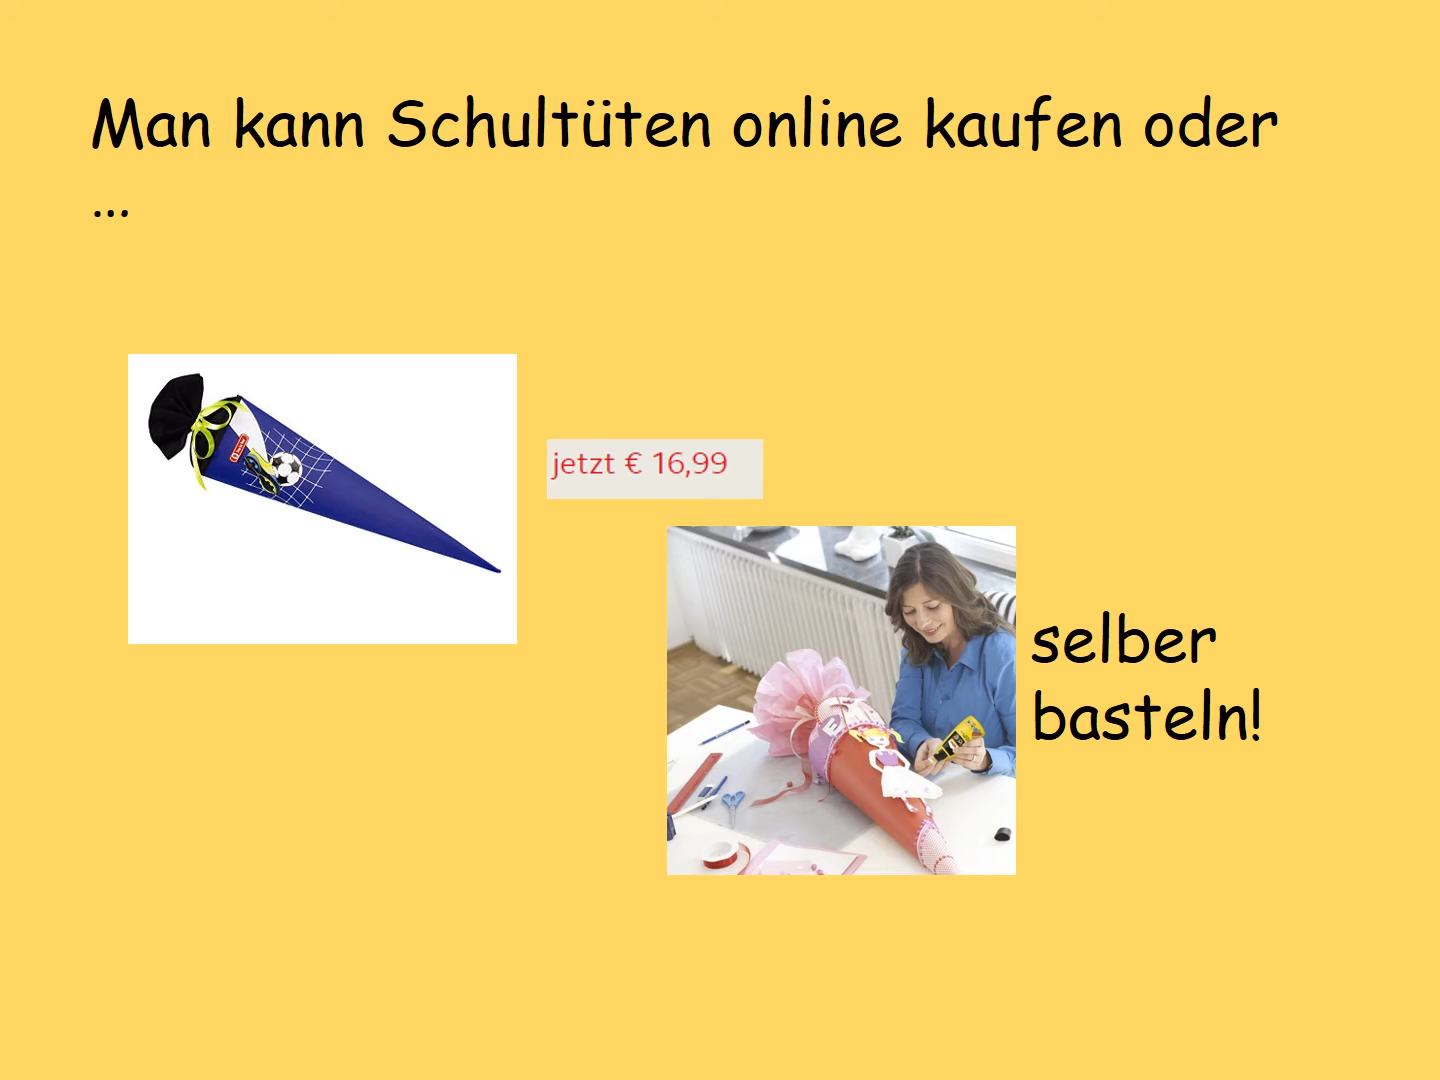 Man kann Schultüten online kaufen oder
...
jetzt € 16,99
selber
basteln!